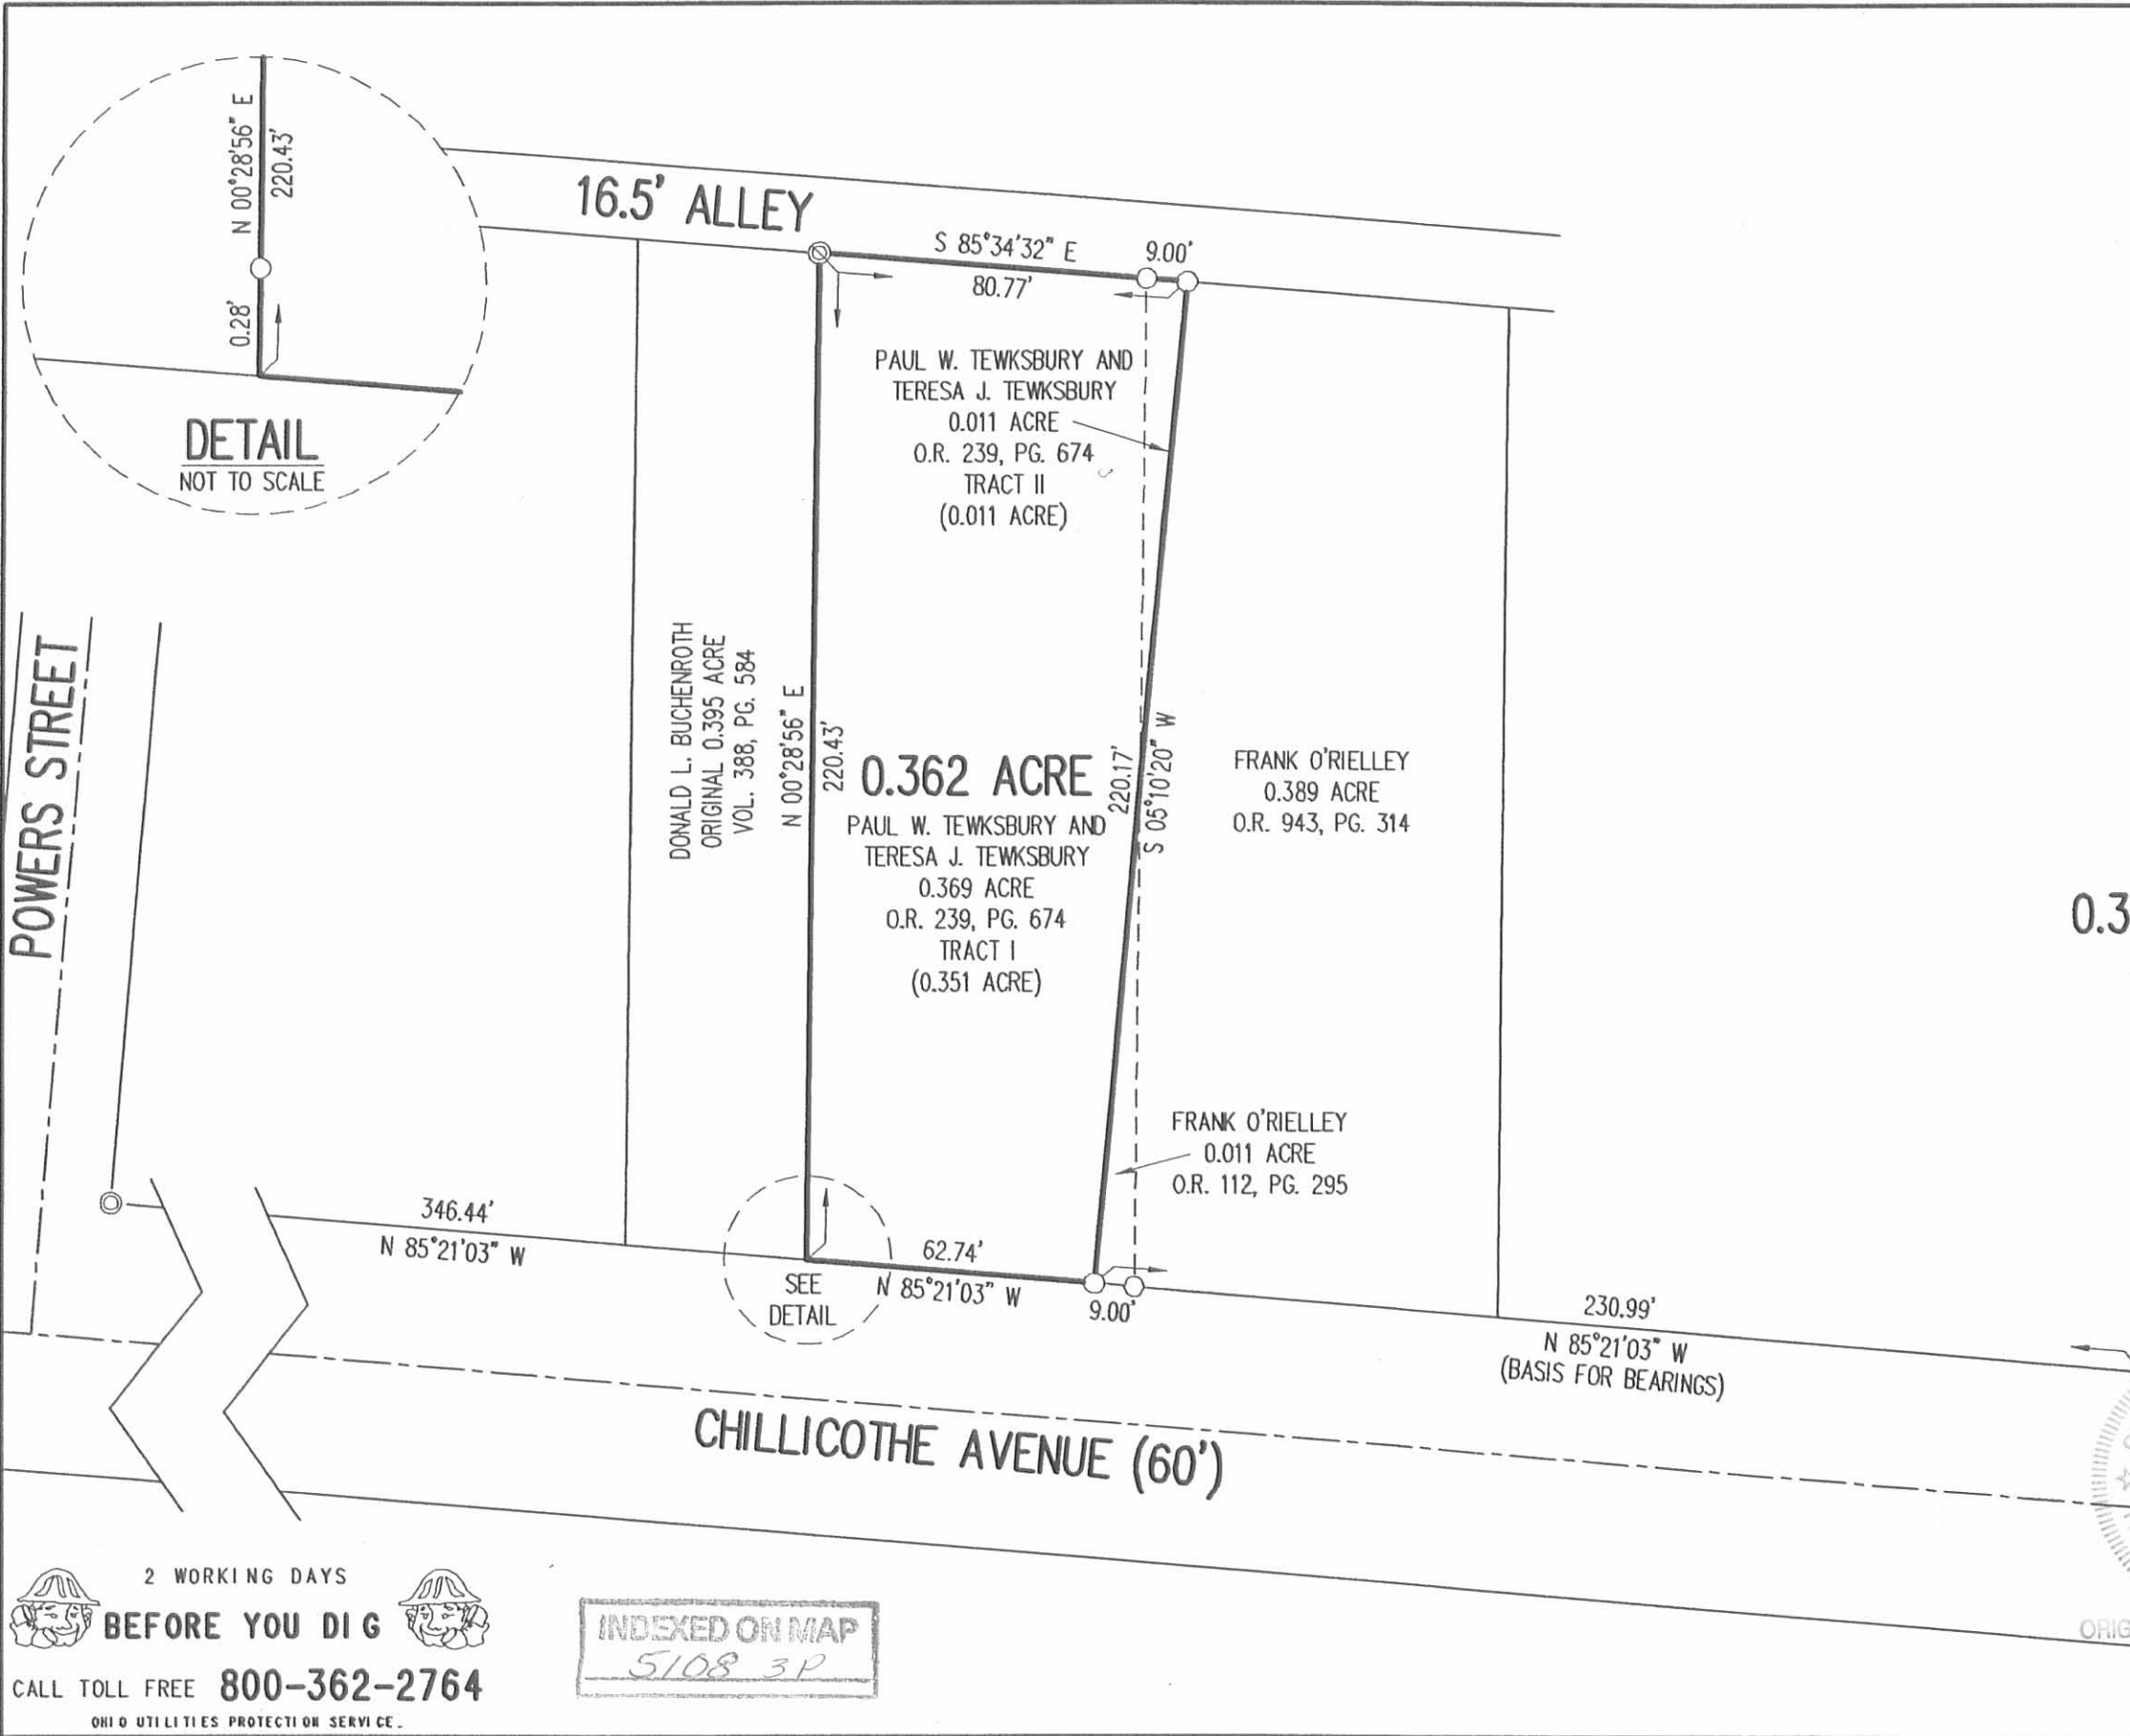 N 00°28'56" E
220.43'
0.28'
DETAIL
NOT TO SCALE
16.5' ALLEY
S 85°34'32" E
9.00'
80.77'
PAUL W. TEWKSBURY AND
TERESA J. TEWKSBURY
0.011 ACRE
O.R. 239, PG. 674
TRACT II
(0.011 ACRE)
POWERS STREET
DONALD L. BUCHENROTH
ORIGINAL 0.395 ACRE
VOL. 388, PG. 584
N 00°28'56" E
220.43'
0.362 ACRE
PAUL W. TEWKSBURY AND
TERESA J. TEWKSBURY
0.369 ACRE
O.R. 239, PG. 674
TRACT I
(0.351 ACRE)
220.17'
S 05°10'20" W
FRANK O'RIELLEY
0.389 ACRE
O.R. 943, PG. 314
0.3
FRANK O'RIELLEY
0.011 ACRE
O.R. 112, PG. 295
346.44'
N 85°21'03" W
SEE
DETAIL
62.74'
N 85°21'03" W
9.00'
230.99'
N 85°21'03" W
(BASIS FOR BEARINGS)
CHILLICOTHE AVENUE (60')
2 WORKING DAYS
BEFORE YOU DIG
CALL TOLL FREE 800-362-2764
OHIO UTILITIES PROTECTION SERVICE.
INDEXED ON MAP
5108 3P
ORIG